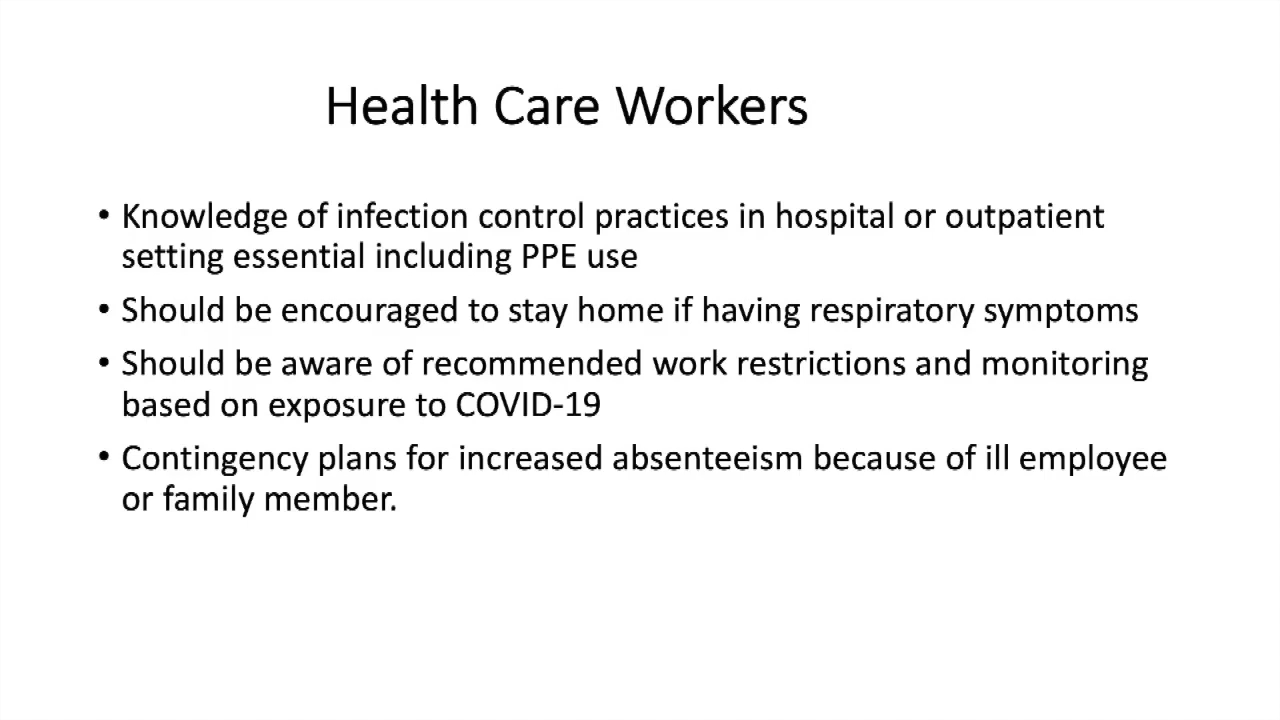 Health Care Workers
• Knowledge of infection control practices in hospital or outpatient
setting essential including PPE use
• Should be encouraged to stay home if having respiratory symptoms
• Should be aware of recommended work restrictions and monitoring
based on exposure to COVID-19
• Contingency plans for increased absenteeism because of ill employee
or family member.